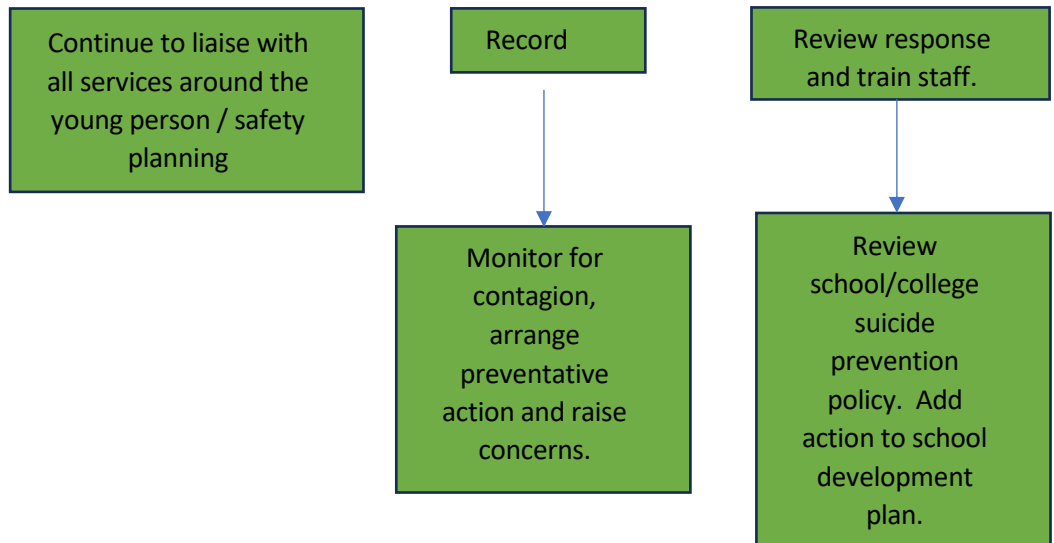 Continue to liaise with
all services around the
young person / safety
planning
Record
Review response
and train staff.
Monitor for
contagion,
arrange
preventative
action and raise
concerns.
Review
school/college
suicide
prevention
policy.  Add
action to school
development
plan.